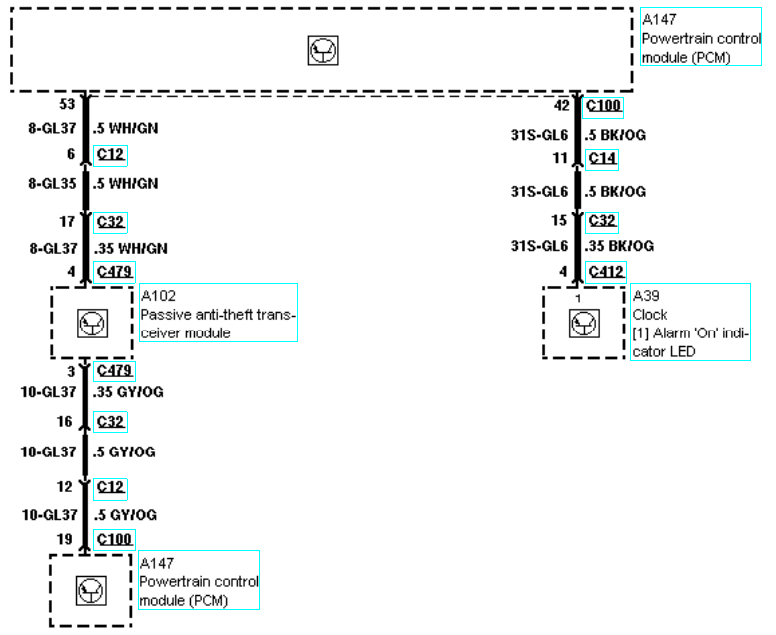 A147
Powertrain control
module (PCM)
53
42 C100
8-GL37 .5 WH/GN
31S-GL6 .5 BK/OG
6 C12
11 C14
8-GL35 .5 WH/GN
31S-GL6 .5 BK/OG
17 C32
15 C32
8-GL37 .35 WH/GN
31S-GL6 .35 BK/OG
4 C479
4 C412
A102
Passive anti-theft trans-
ceiver module
1
A39
Clock
[1] Alarm 'On' indi-
cator LED
3 C479
10-GL37 .35 GY/OG
16 C32
10-GL37 .5 GY/OG
12 C12
10-GL37 .5 GY/OG
19 C100
A147
Powertrain control
module (PCM)